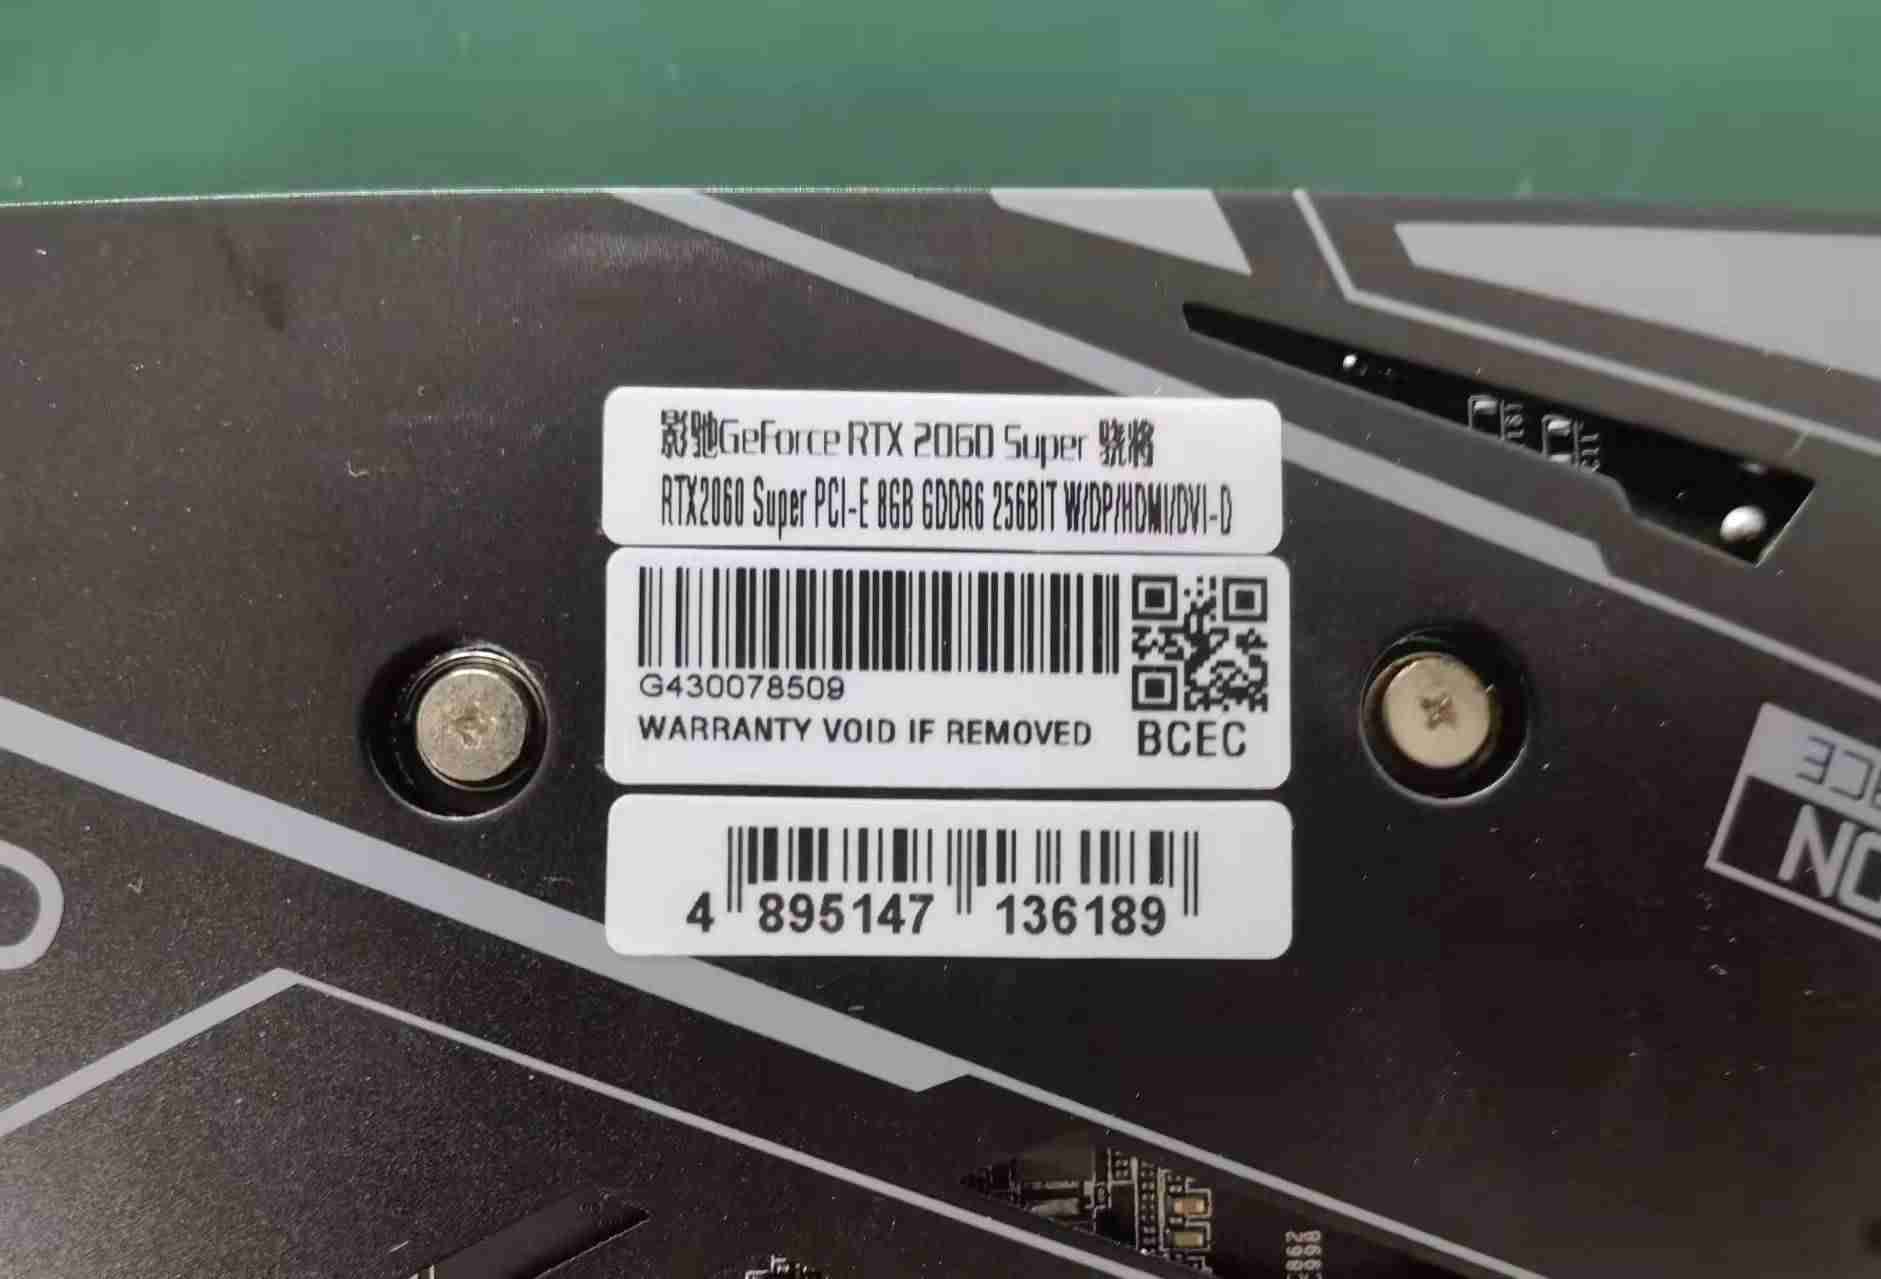 影驰GeForce RTX 2060 Super 骁将
RTX2060 Super PCI-E 8GB GDDR6 256BIT W/DP/HDMI/DVI-D
G430078509
WARRANTY VOID IF REMOVED
BCEC
4 895147 136189